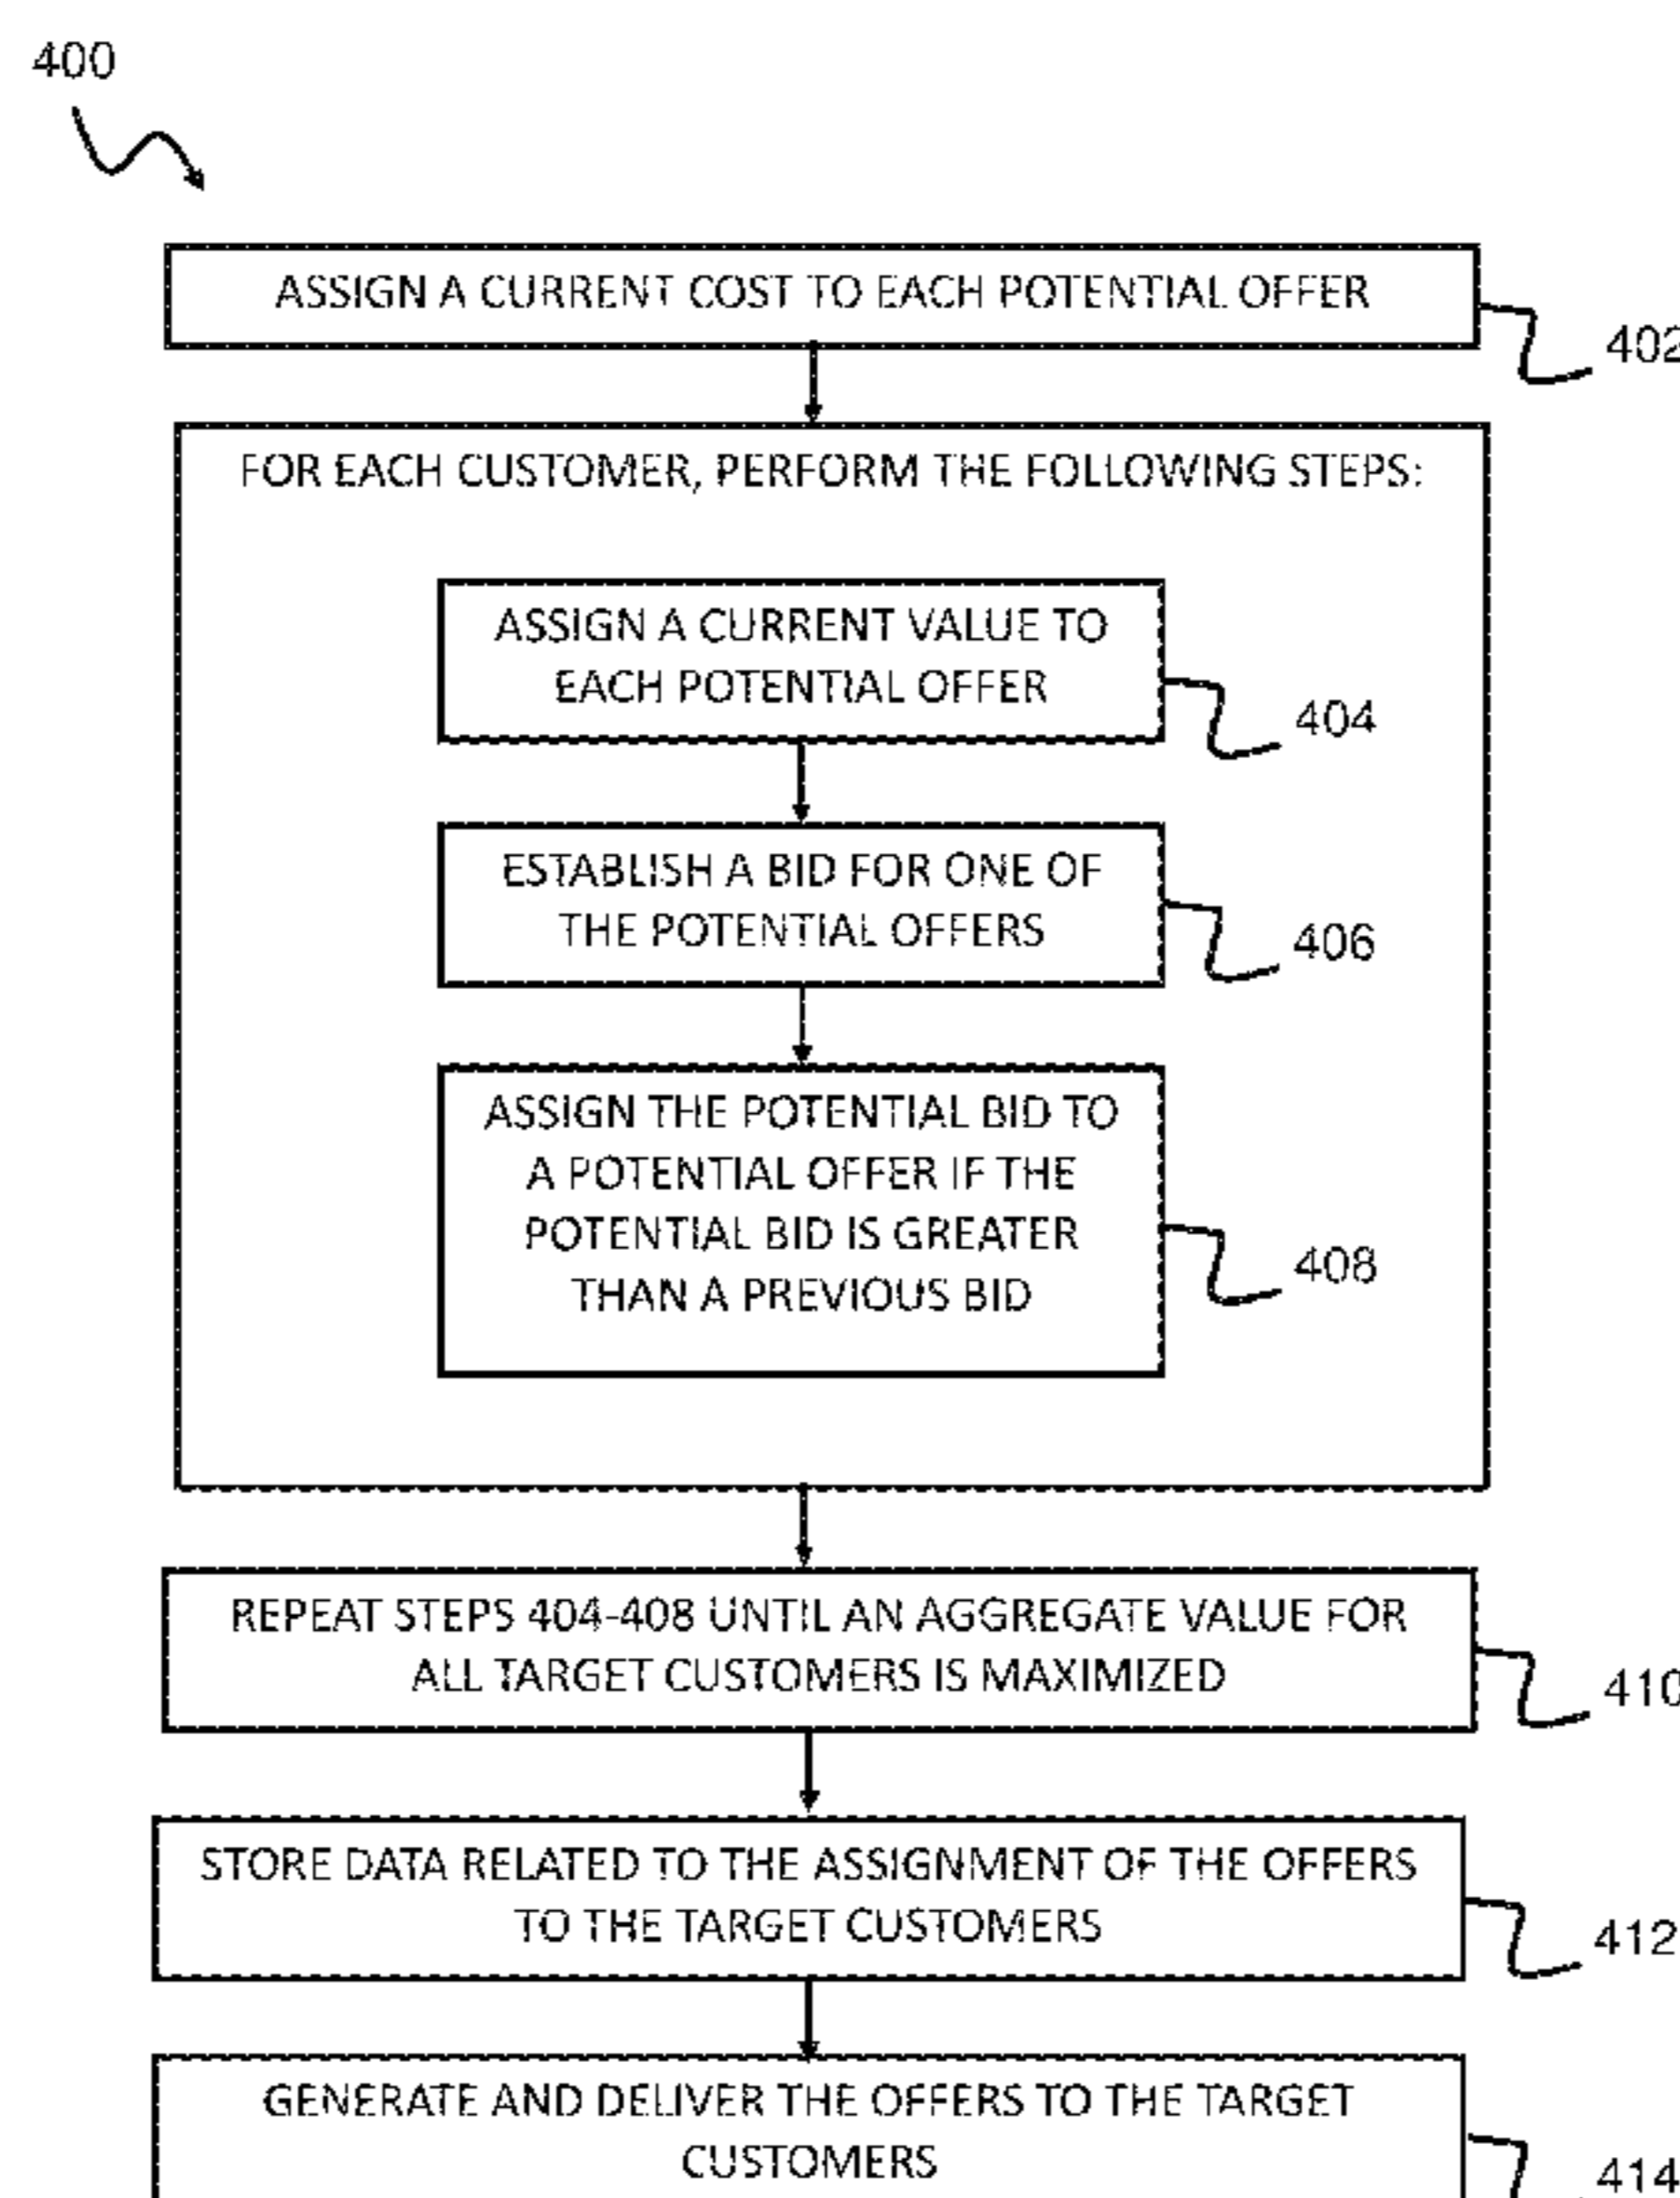 400
ASSIGN A CURRENT COST TO EACH POTENTIAL OFFER
402
FOR EACH CUSTOMER, PERFORM THE FOLLOWING STEPS:
ASSIGN A CURRENT VALUE TO
EACH POTENTIAL OFFER
404
ESTABLISH A BID FOR ONE OF
THE POTENTIAL OFFERS
406
ASSIGN THE POTENTIAL BID TO
A POTENTIAL OFFER IF THE
POTENTIAL BID IS GREATER
THAN A PREVIOUS BID
408
REPEAT STEPS 404-408 UNTIL AN AGGREGATE VALUE FOR
ALL TARGET CUSTOMERS IS MAXIMIZED
410
STORE DATA RELATED TO THE ASSIGNMENT OF THE OFFERS
TO THE TARGET CUSTOMERS
412
GENERATE AND DELIVER THE OFFERS TO THE TARGET
CUSTOMERS
414